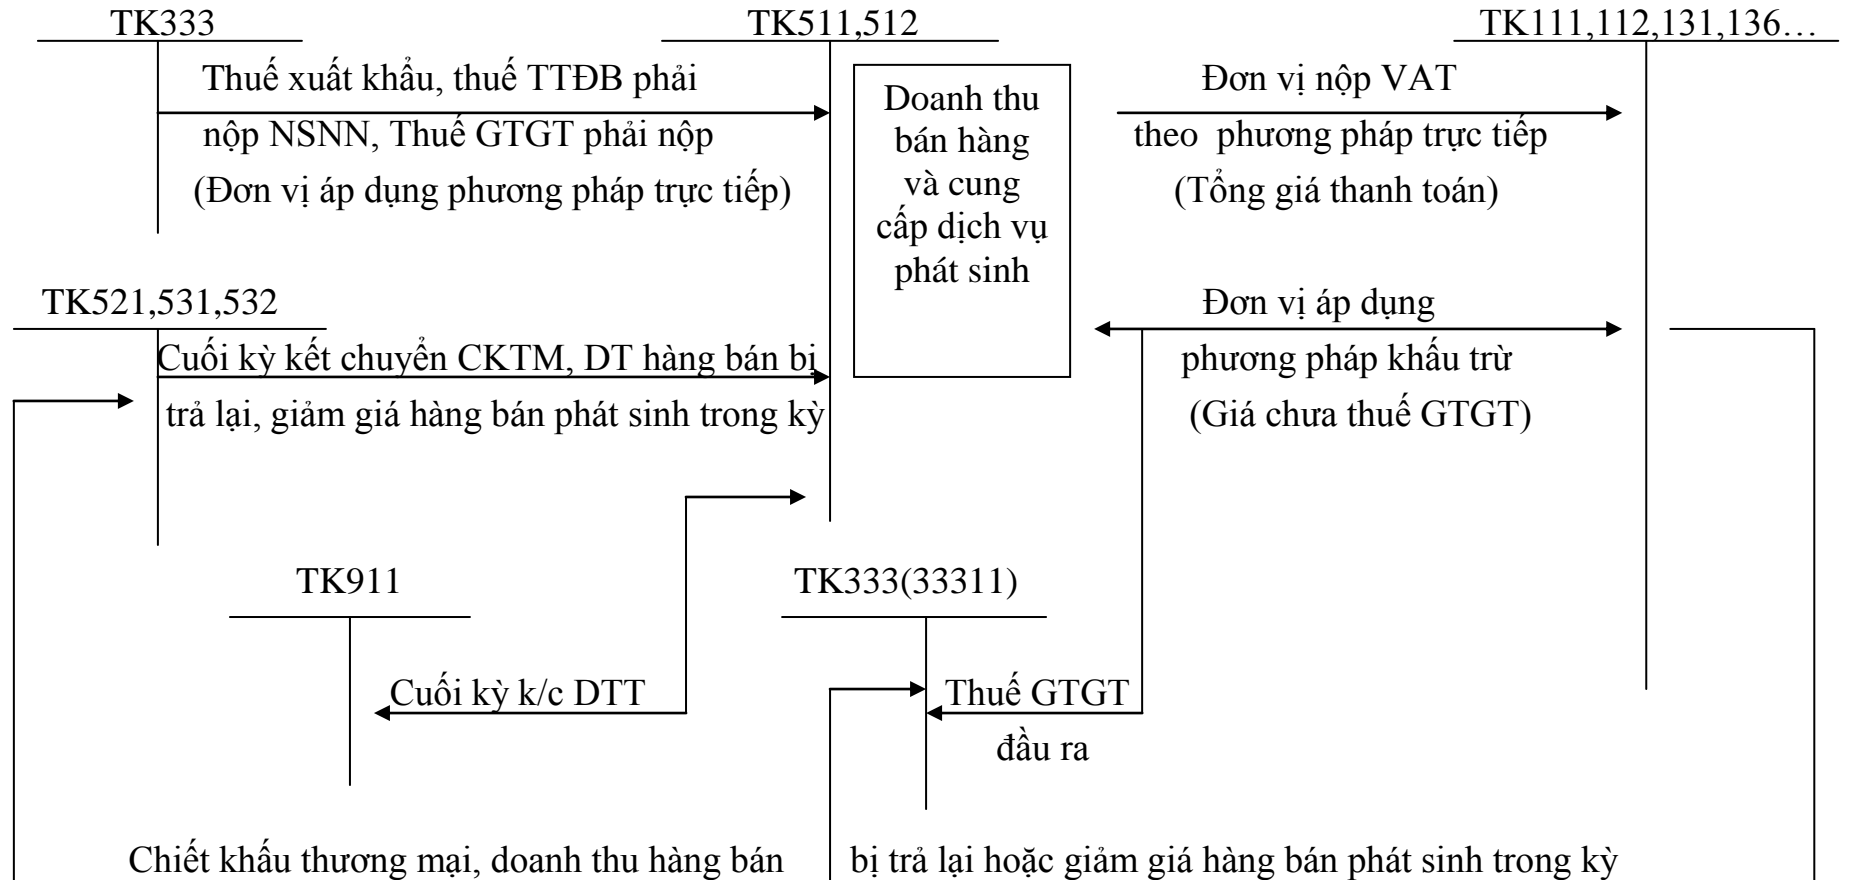 TK333
TK511,512
TK111,112,131,136…
Thuế xuất khẩu, thuế TTĐB phải
nộp NSNN, Thuế GTGT phải nộp
(Đơn vị áp dụng phương pháp trực tiếp)
Doanh thu
bán hàng
và cung
cấp dịch vụ
phát sinh
Đơn vị nộp VAT
theo phương pháp trực tiếp
(Tổng giá thanh toán)
TK521,531,532
Cuối kỳ kết chuyển CKTM, DT hàng bán bị
trả lại, giảm giá hàng bán phát sinh trong kỳ
Đơn vị áp dụng
phương pháp khấu trừ
(Giá chưa thuế GTGT)
TK911
TK333(33311)
Cuối kỳ k/c DTT
Thuế GTGT
đầu ra
Chiết khấu thương mại, doanh thu hàng bán bị trả lại hoặc giảm giá hàng bán phát sinh trong kỳ